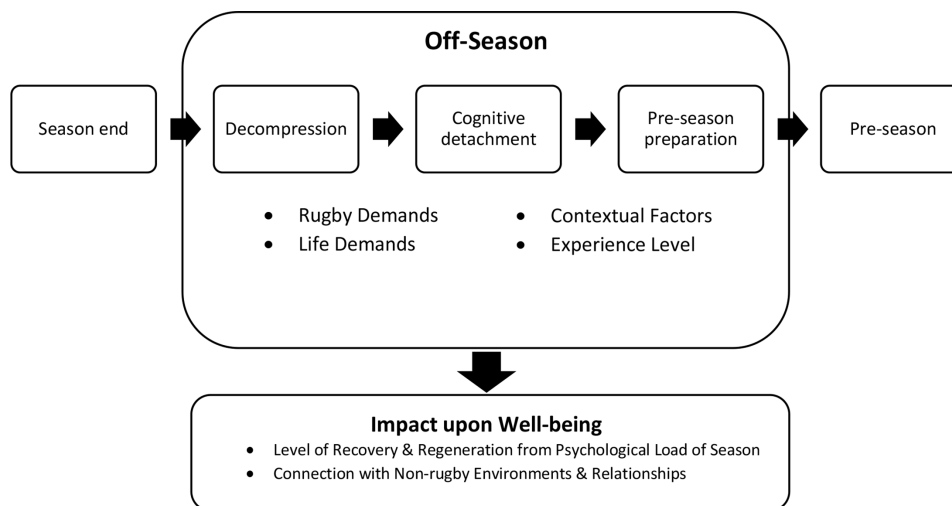 Off-Season
Season end
Decompression
Cognitive
detachment
Pre-season
preparation
Pre-season
• Rugby Demands
• Life Demands
• Contextual Factors
• Experience Level
Impact upon Well-being
• Level of Recovery & Regeneration from Psychological Load of Season
• Connection with Non-rugby Environments & Relationships